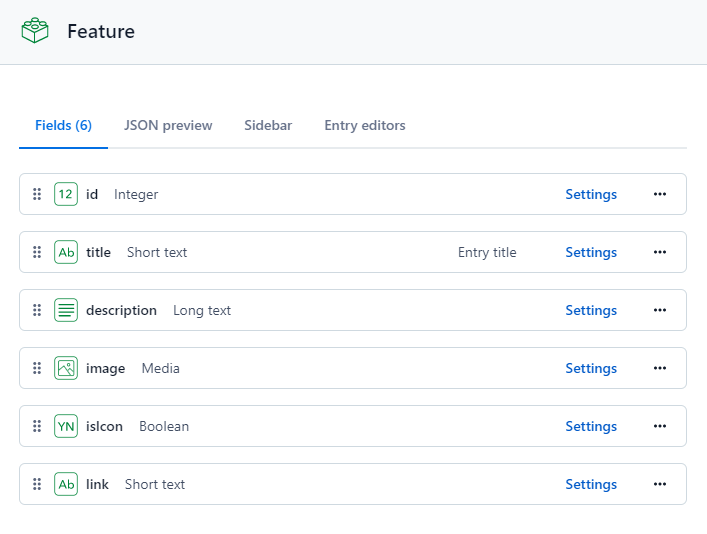 Feature
Fields (6) JSON preview Sidebar Entry editors
12 id Integer Settings
Ab title Short text Entry title Settings
description Long text Settings
image Media Settings
YN isIcon Boolean Settings
Ab link Short text Settings